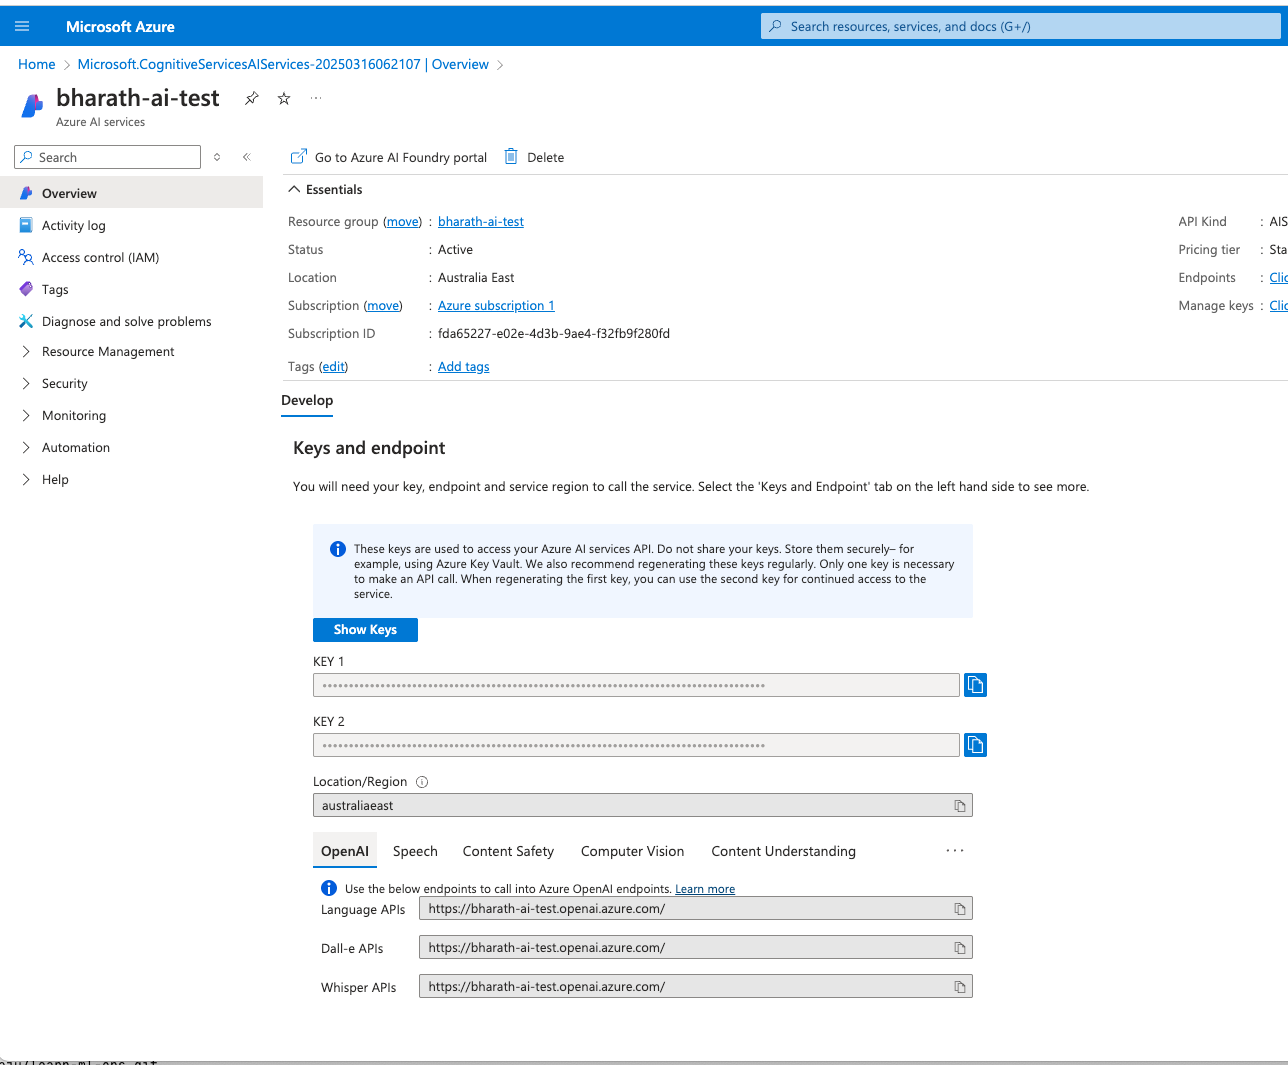 Microsoft Azure
Search resources, services, and docs (G+/)
Home > Microsoft.CognitiveServicesAIServices-20250316062107 | Overview >
bharath-ai-test
Azure AI services
Search
Go to Azure AI Foundry portal
Delete
Overview
Activity log
Access control (IAM)
Tags
Diagnose and solve problems
Resource Management
Security
Monitoring
Automation
Help
Essentials
Resource group (move) : bharath-ai-test
Status : Active
Location : Australia East
Subscription (move) : Azure subscription 1
Subscription ID : fda65227-e02e-4d3b-9ae4-f32fb9f280fd
Tags (edit) : Add tags
API Kind : AIS
Pricing tier : Sta
Endpoints : Clic
Manage keys : Clic
Develop
Keys and endpoint
You will need your key, endpoint and service region to call the service. Select the 'Keys and Endpoint' tab on the left hand side to see more.
These keys are used to access your Azure AI services API. Do not share your keys. Store them securely– for
example, using Azure Key Vault. We also recommend regenerating these keys regularly. Only one key is necessary
to make an API call. When regenerating the first key, you can use the second key for continued access to the
service.
Show Keys
KEY 1
KEY 2
Location/Region
australiaeast
OpenAI
Speech
Content Safety
Computer Vision
Content Understanding
Use the below endpoints to call into Azure OpenAI endpoints. Learn more
Language APIs https://bharath-ai-test.openai.azure.com/
Dall-e APIs https://bharath-ai-test.openai.azure.com/
Whisper APIs https://bharath-ai-test.openai.azure.com/